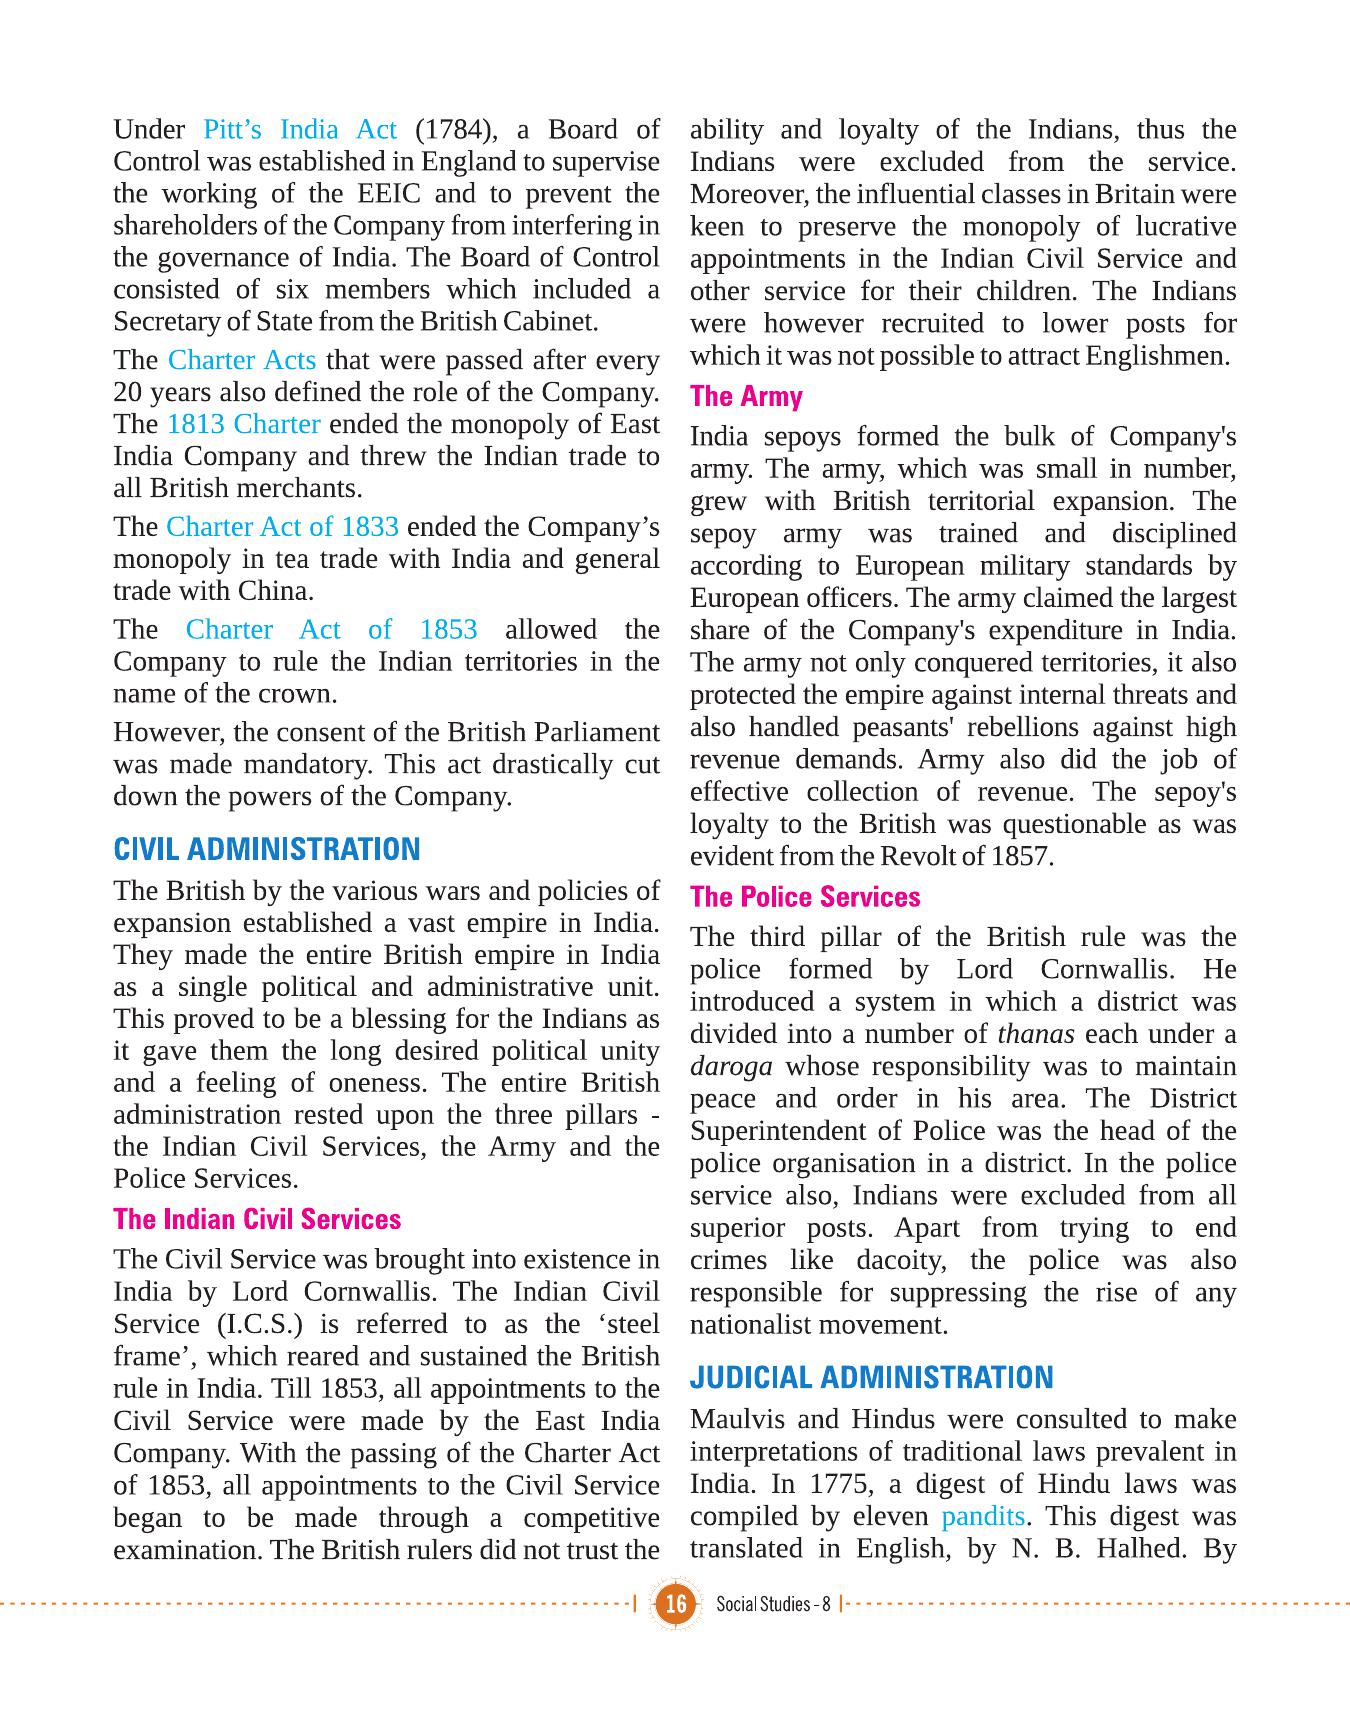 Under Pitt’s India Act (1784), a Board of
Control was established in England to supervise
the working of the EEIC and to prevent the
shareholders of the Company from interfering in
the governance of India. The Board of Control
consisted of six members which included a
Secretary of State from the British Cabinet.
The Charter Acts that were passed after every
20 years also defined the role of the Company.
The 1813 Charter ended the monopoly of East
India Company and threw the Indian trade to
all British merchants.
The Charter Act of 1833 ended the Company’s
monopoly in tea trade with India and general
trade with China.
The Charter Act of 1853 allowed the
Company to rule the Indian territories in the
name of the crown.
However, the consent of the British Parliament
was made mandatory. This act drastically cut
down the powers of the Company.
CIVIL ADMINISTRATION
The British by the various wars and policies of
expansion established a vast empire in India.
They made the entire British empire in India
as a single political and administrative unit.
This proved to be a blessing for the Indians as
it gave them the long desired political unity
and a feeling of oneness. The entire British
administration rested upon the three pillars -
the Indian Civil Services, the Army and the
Police Services.
The Indian Civil Services
The Civil Service was brought into existence in
India by Lord Cornwallis. The Indian Civil
Service (I.C.S.) is referred to as the ‘steel
frame’, which reared and sustained the British
rule in India. Till 1853, all appointments to the
Civil Service were made by the East India
Company. With the passing of the Charter Act
of 1853, all appointments to the Civil Service
began to be made through a competitive
examination. The British rulers did not trust the
ability and loyalty of the Indians, thus the
Indians were excluded from the service.
Moreover, the influential classes in Britain were
keen to preserve the monopoly of lucrative
appointments in the Indian Civil Service and
other service for their children. The Indians
were however recruited to lower posts for
which it was not possible to attract Englishmen.
The Army
India sepoys formed the bulk of Company's
army. The army, which was small in number,
grew with British territorial expansion. The
sepoy army was trained and disciplined
according to European military standards by
European officers. The army claimed the largest
share of the Company's expenditure in India.
The army not only conquered territories, it also
protected the empire against internal threats and
also handled peasants' rebellions against high
revenue demands. Army also did the job of
effective collection of revenue. The sepoy's
loyalty to the British was questionable as was
evident from the Revolt of 1857.
The Police Services
The third pillar of the British rule was the
police formed by Lord Cornwallis. He
introduced a system in which a district was
divided into a number of thanas each under a
daroga whose responsibility was to maintain
peace and order in his area. The District
Superintendent of Police was the head of the
police organisation in a district. In the police
service also, Indians were excluded from all
superior posts. Apart from trying to end
crimes like dacoity, the police was also
responsible for suppressing the rise of any
nationalist movement.
JUDICIAL ADMINISTRATION
Maulvis and Hindus were consulted to make
interpretations of traditional laws prevalent in
India. In 1775, a digest of Hindu laws was
compiled by eleven pandits. This digest was
translated in English, by N. B. Halhed. By
16 Social Studies - 8